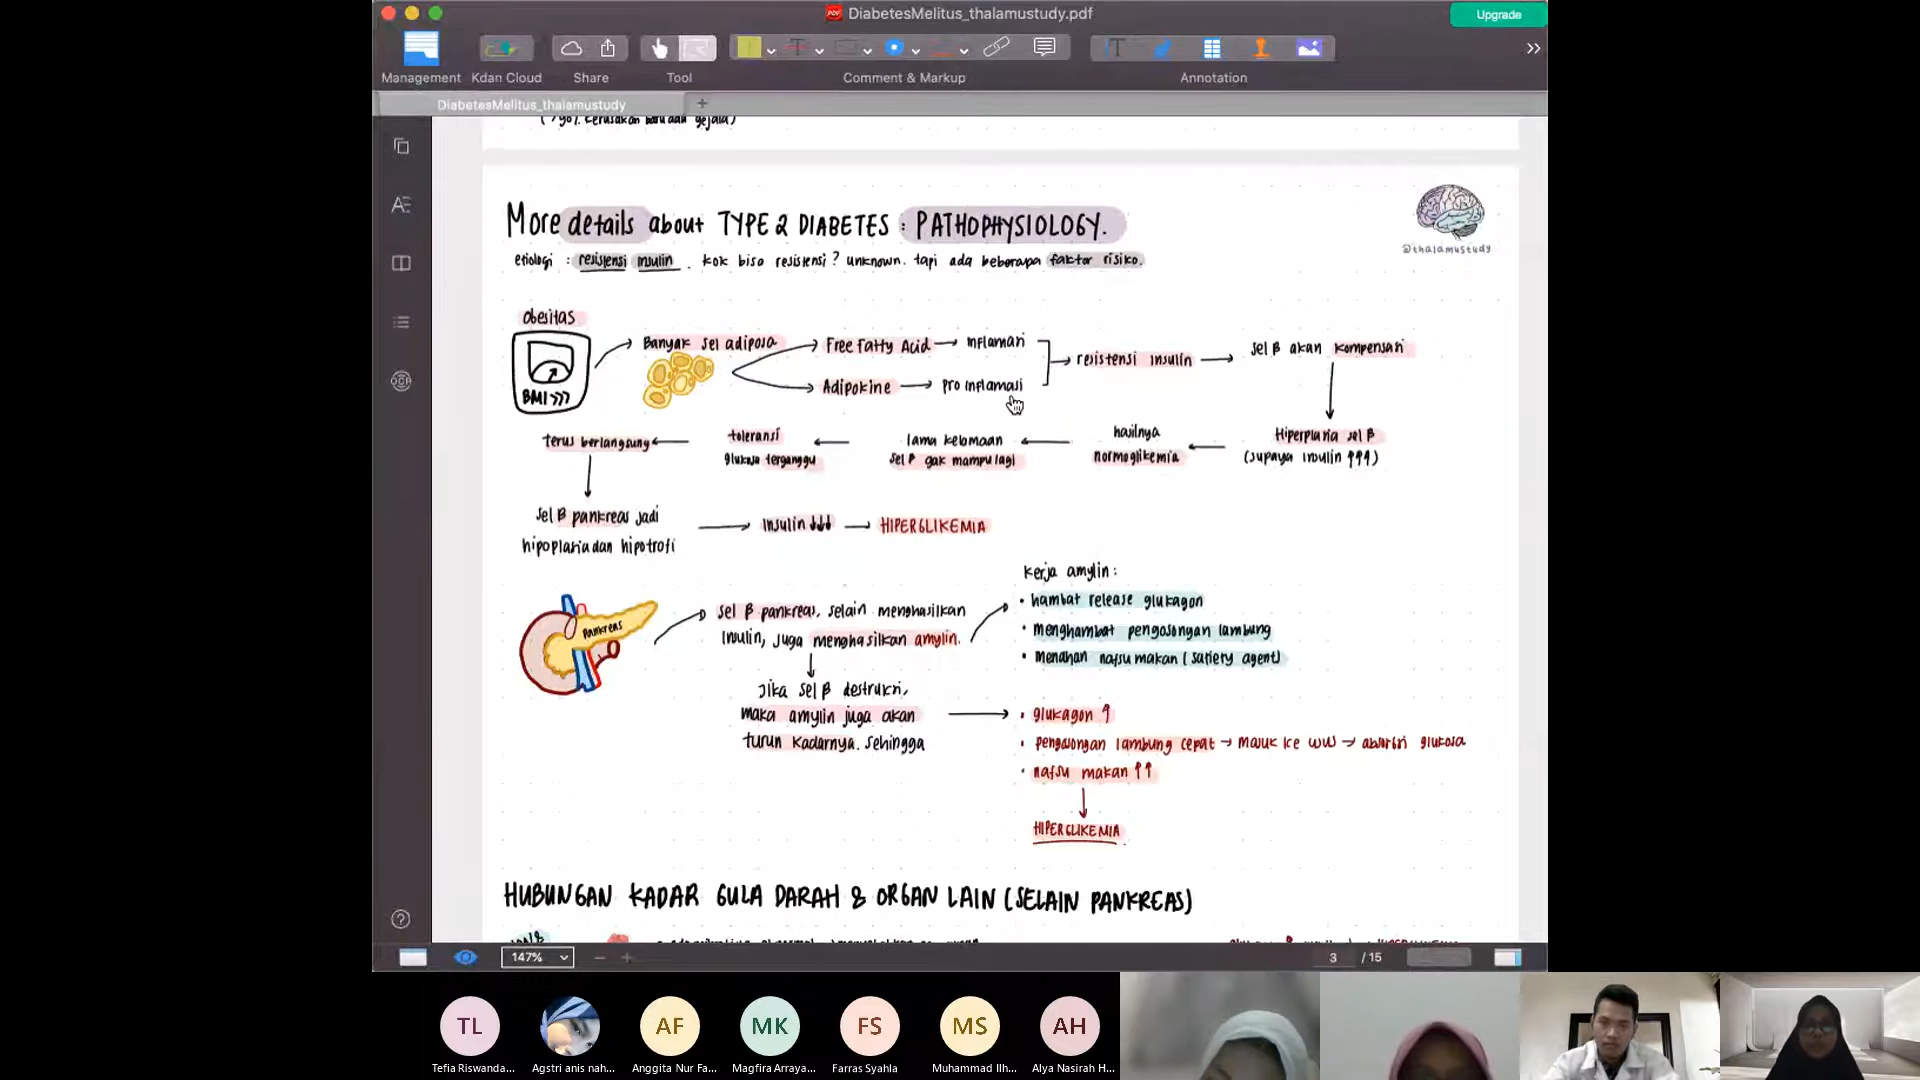 DiabetesMelitus_thalamustudy.pdf
Upgrade
Management
Kdan Cloud
Share
Tool
Comment & Markup
Annotation
DiabetesMelitus_thalamustudy
More details about TYPE 2 DIABETES : PATHOPHYSIOLOGY.
@thalamustudy
etiologi : resistensi insulin. kok bisa resistensi? unknown. tapi ada beberapa faktor risiko.
obesitas
BMI >>>
Banyak sel adiposa
Free Fatty Acid → inflamasi
Adipokine → pro inflamasi
→ resistensi insulin → sel β akan kompensasi
Hiperplasia sel β
(supaya insulin ↑↑↑)
hasilnya
normoglikemia
lama kelamaan
sel β gak mampu lagi
toleransi
glukosa terganggu
terus berlangsung
sel β pankreas jadi
hipoplasia dan hipotrofi
→ insulin ↓↓↓ → HIPERGLIKEMIA
Pankreas
sel β pankreas, selain menghasilkan
insulin, juga menghasilkan amylin.
Kerja amylin :
• hambat release glukagon
• menghambat pengosongan lambung
• menahan nafsu makan (satiety agent)
Jika sel β destruksi,
maka amylin juga akan
turun kadarnya. sehingga
• glukagon ↑
• pengosongan lambung cepat → masuk ke usus → absorbsi glukosa
• nafsu makan ↑↑
HIPERGLIKEMIA
HUBUNGAN KADAR GULA DARAH & ORGAN LAIN (SELAIN PANKREAS)
147%
3 / 15
TL
AF
MK
FS
MS
AH
Tefia Riswanda...
Agstri anis nah...
Anggita Nur Fa...
Magfira Arraya...
Farras Syahla
Muhammad Ilh...
Alya Nasirah H...